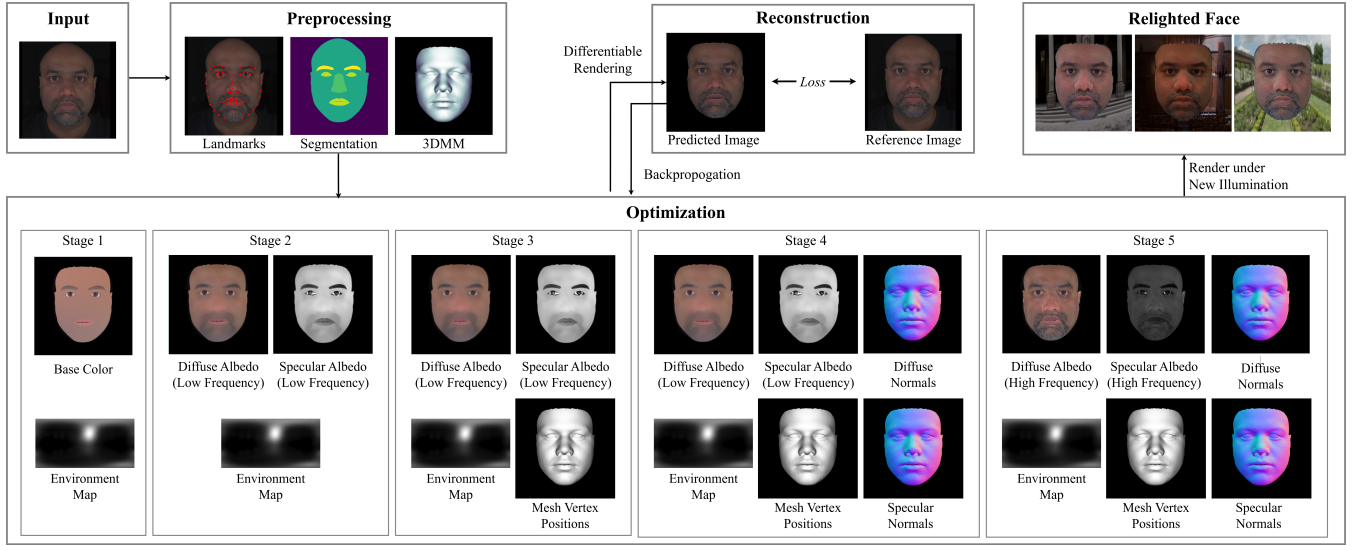 Input
Preprocessing
Landmarks
Segmentation
3DMM
Differentiable
Rendering
Backpropogation
Reconstruction
Loss
Predicted Image
Reference Image
Relighted Face
Render under
New Illumination
Optimization
Stage 1
Base Color
Environment
Map
Stage 2
Diffuse Albedo
(Low Frequency)
Specular Albedo
(Low Frequency)
Environment
Map
Stage 3
Diffuse Albedo
(Low Frequency)
Specular Albedo
(Low Frequency)
Environment
Map
Mesh Vertex
Positions
Stage 4
Diffuse Albedo
(Low Frequency)
Specular Albedo
(Low Frequency)
Diffuse
Normals
Environment
Map
Mesh Vertex
Positions
Specular
Normals
Stage 5
Diffuse Albedo
(High Frequency)
Specular Albedo
(High Frequency)
Diffuse
Normals
Environment
Map
Mesh Vertex
Positions
Specular
Normals